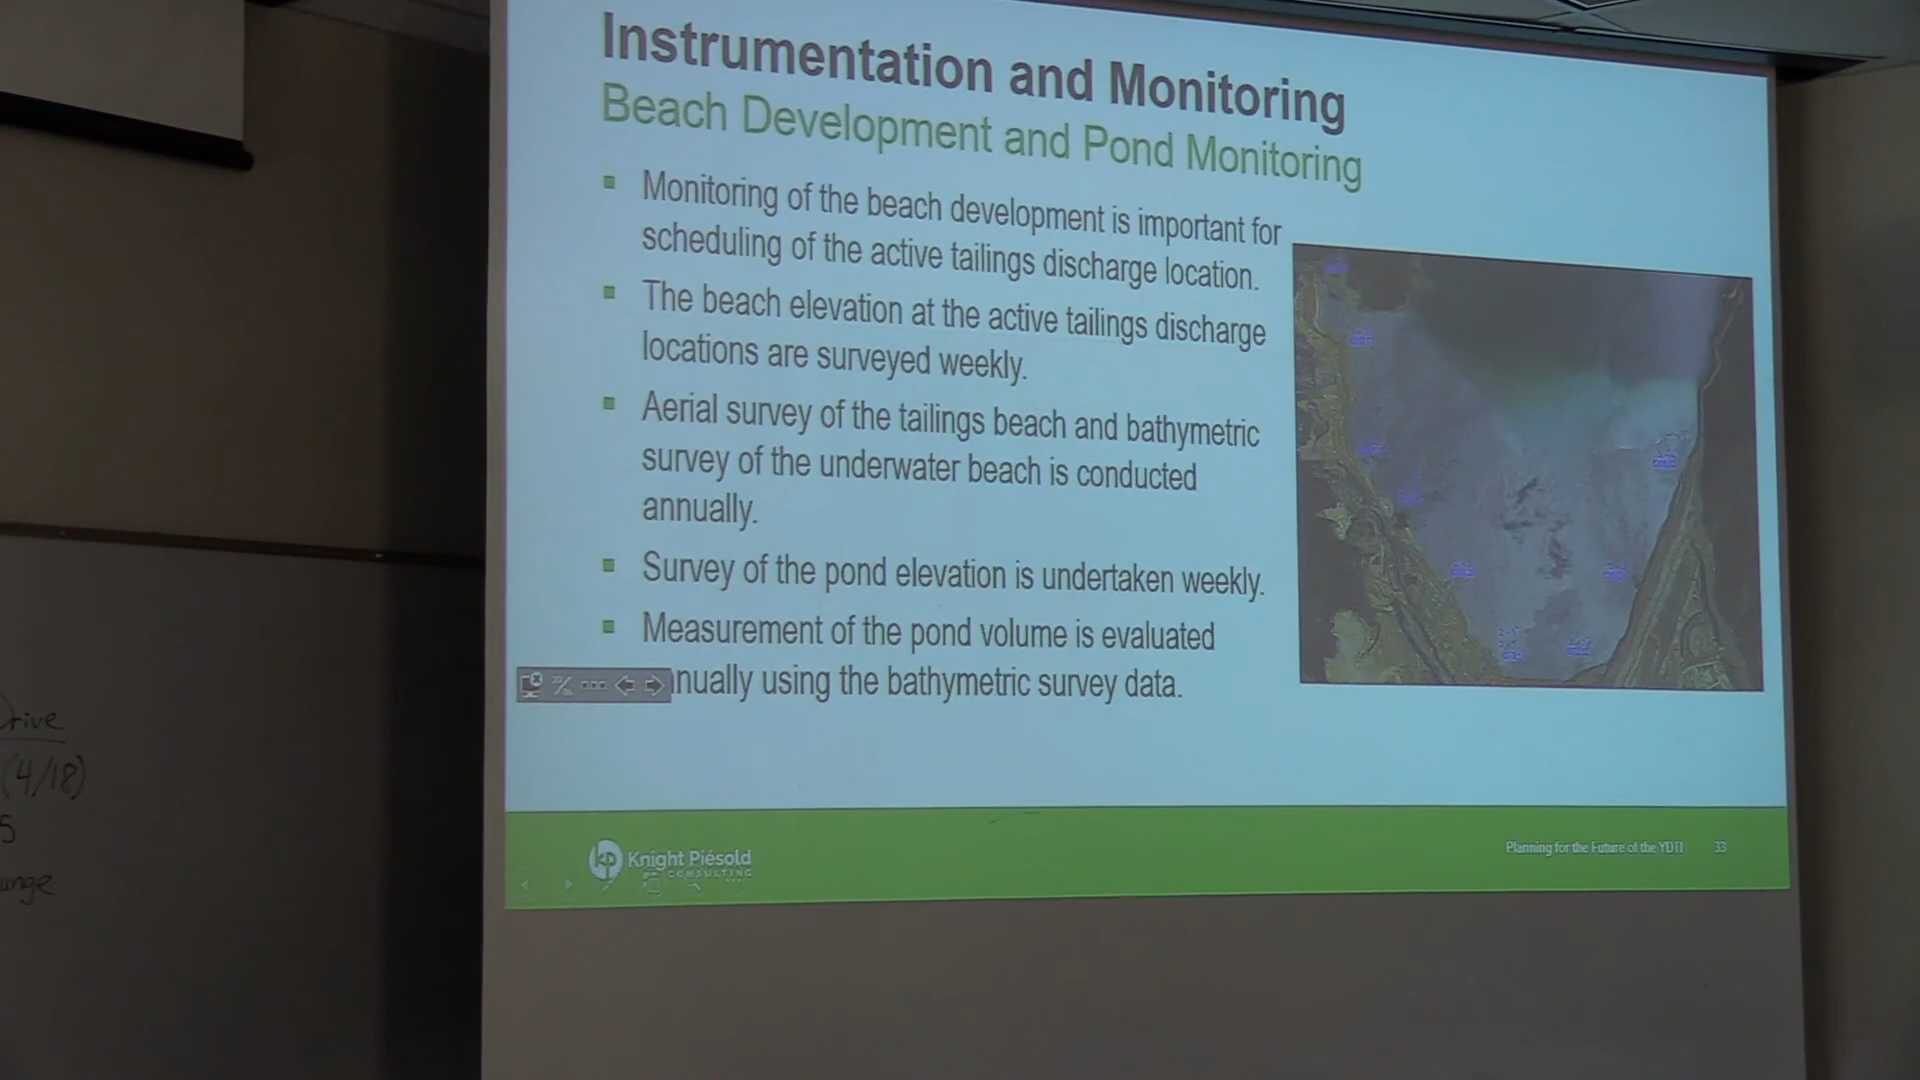 Instrumentation and Monitoring
Beach Development and Pond Monitoring
Monitoring of the beach development is important for
scheduling of the active tailings discharge location.
The beach elevation at the active tailings discharge
locations are surveyed weekly.
Aerial survey of the tailings beach and bathymetric
survey of the underwater beach is conducted
annually.
Survey of the pond elevation is undertaken weekly.
Measurement of the pond volume is evaluated
nnually using the bathymetric survey data.
kp Knight Piésold
CONSULTING
Planning for the Future of the YDTI 33
Drive
(4/18)
5